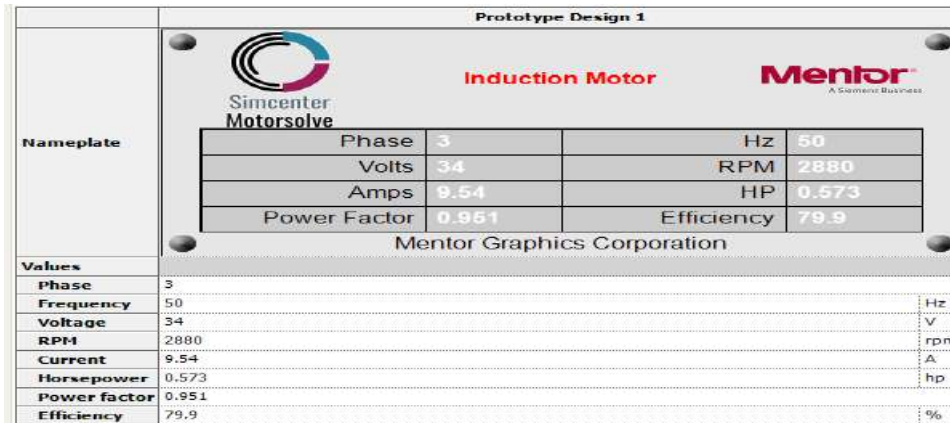 Prototype Design 1
Nameplate
Simcenter
Motorsolve
Induction Motor
Mentor
A Siemens Business
Phase 3 Hz 50
Volts 34 RPM 2880
Amps 9.54 HP 0.573
Power Factor 0.951 Efficiency 79.9
Mentor Graphics Corporation
Values
Phase 3
Frequency 50 Hz
Voltage 34 V
RPM 2880 rpm
Current 9.54 A
Horsepower 0.573 hp
Power factor 0.951
Efficiency 79.9 %